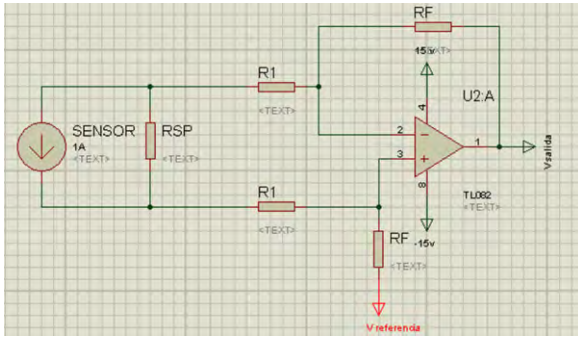 RF
<TEXT>
15v
R1
<TEXT>
U2:A
4
SENSOR
1A
<TEXT>
RSP
<TEXT>
2
3
1
8
Vsalida
TL082
<TEXT>
R1
<TEXT>
RF
<TEXT>
-15v
V referencia